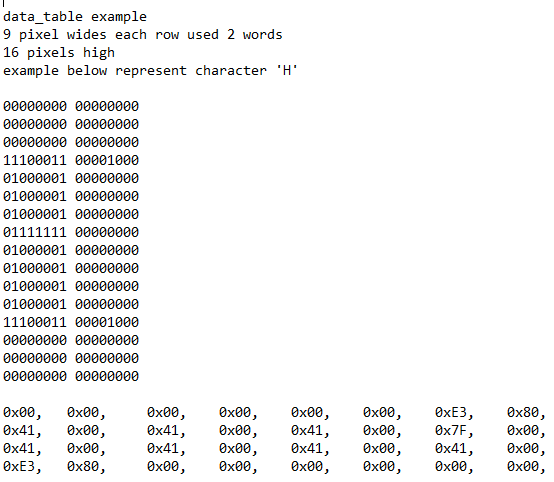 data_table example
9 pixel wides each row used 2 words
16 pixels high
example below represent character 'H'
00000000 00000000
00000000 00000000
00000000 00000000
11100011 00001000
01000001 00000000
01000001 00000000
01000001 00000000
01111111 00000000
01000001 00000000
01000001 00000000
01000001 00000000
01000001 00000000
11100011 00001000
00000000 00000000
00000000 00000000
00000000 00000000
0x00, 0x00, 0x00, 0x00, 0x00, 0x00, 0xE3, 0x80,
0x41, 0x00, 0x41, 0x00, 0x41, 0x00, 0x7F, 0x00,
0x41, 0x00, 0x41, 0x00, 0x41, 0x00, 0x41, 0x00,
0xE3, 0x80, 0x00, 0x00, 0x00, 0x00, 0x00, 0x00,